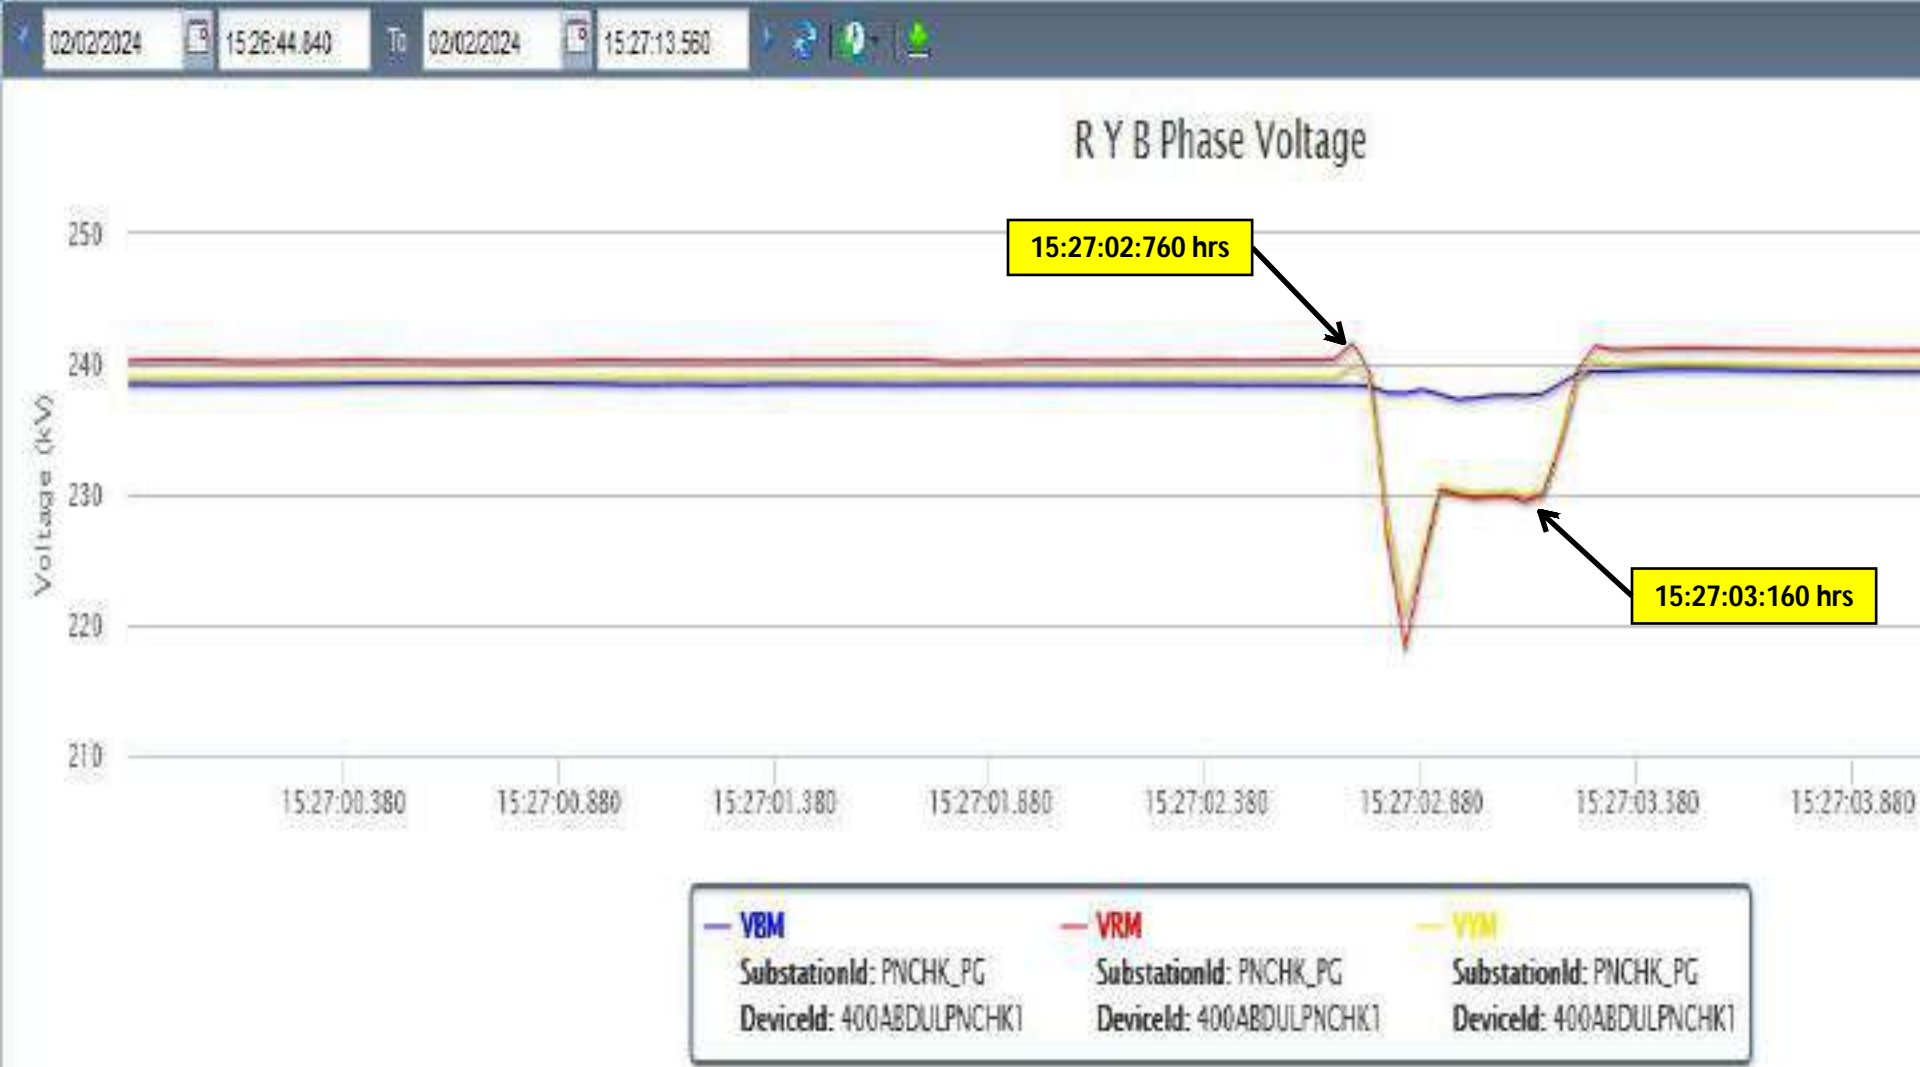 02/02/2024 15:26:44.840 To 02/02/2024 15:27:13.560
R Y B Phase Voltage
250
15:27:02:760 hrs
240
Voltage (kV)
230
15:27:03:160 hrs
220
210
15:27:00.380 15:27:00.880 15:27:01.380 15:27:01.880 15:27:02.380 15:27:02.880 15:27:03.380 15:27:03.880
VBM VRM VYM
SubstationId: PNCHK_PG SubstationId: PNCHK_PG SubstationId: PNCHK_PG
DeviceId: 400ABDULPNCHK1 DeviceId: 400ABDULPNCHK1 DeviceId: 400ABDULPNCHK1